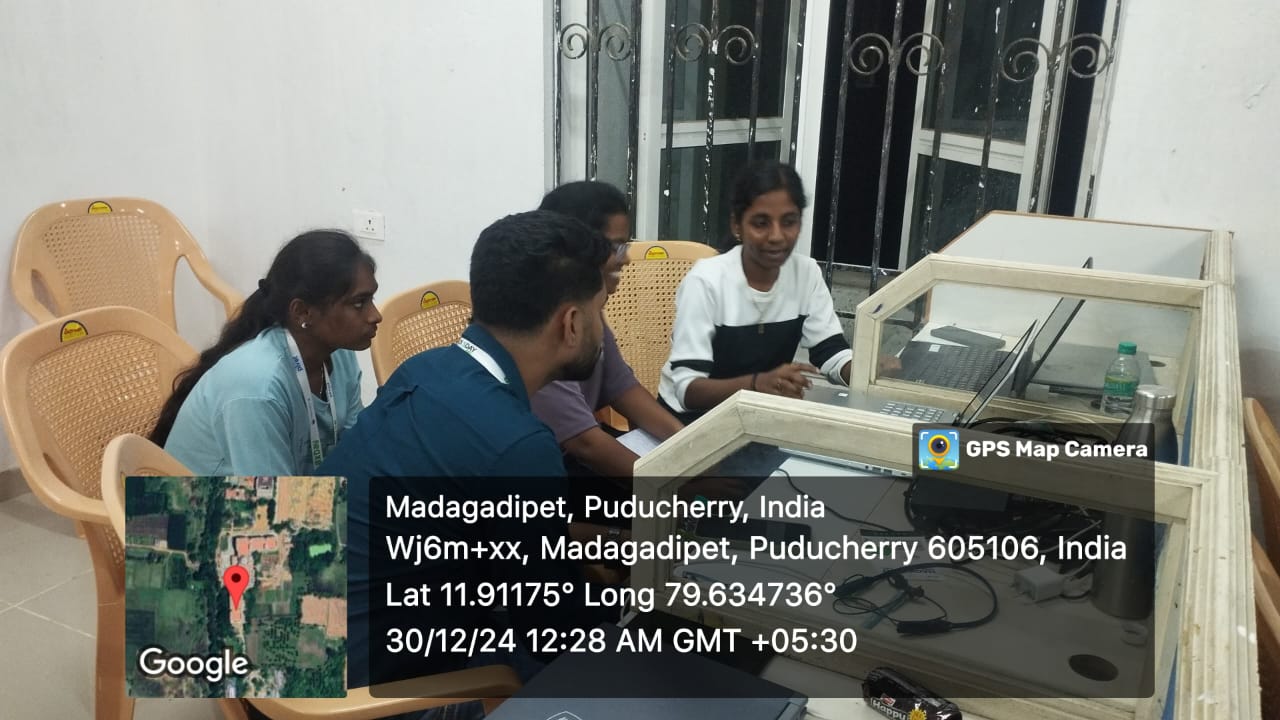 GPS Map Camera
Madagadipet, Puducherry, India
Wj6m+xx, Madagadipet, Puducherry 605106, India
Lat 11.91175° Long 79.634736°
30/12/24 12:28 AM GMT +05:30
Google
Happy